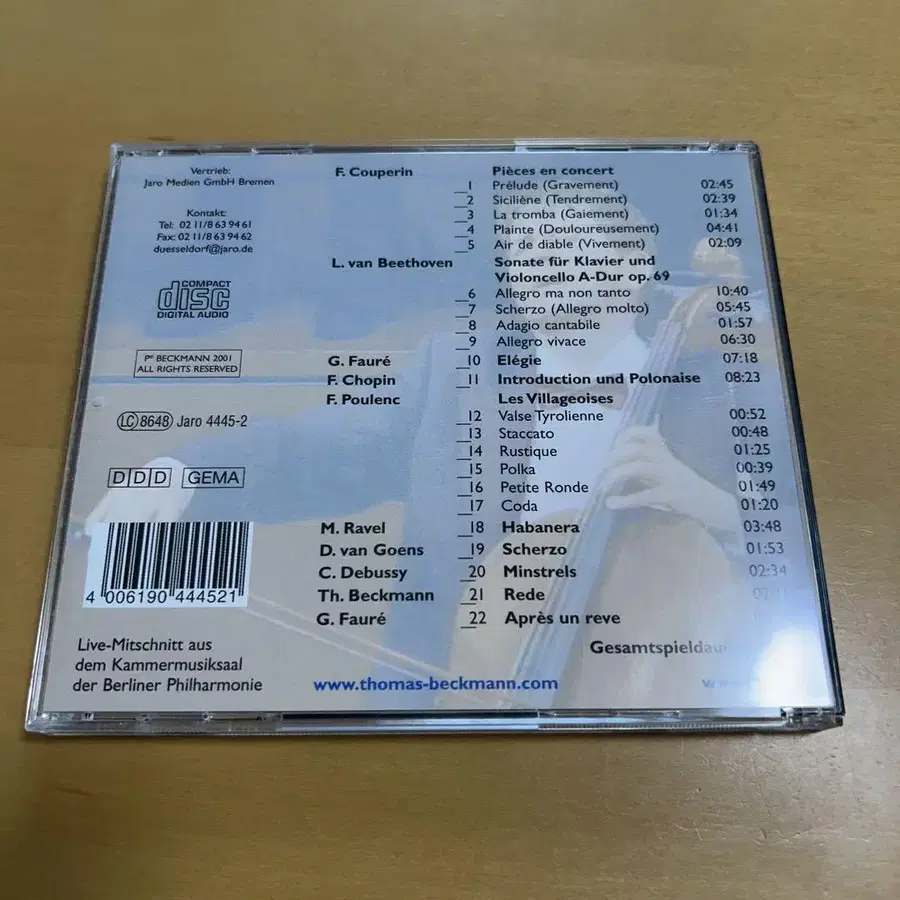 Vertrieb:
Jaro Medien GmbH Bremen
Kontakt:
Tel: 02 11/8 63 94 61
Fax: 02 11/8 63 94 62
duesseldorf@jaro.de
COMPACT
disc
DIGITAL AUDIO
P® BECKMANN 2001
ALL RIGHTS RESERVED
LC 8648 Jaro 4445-2
D D D GEMA
4 006190 444521
Live-Mitschnitt aus
dem Kammermusiksaal
der Berliner Philharmonie
F. Couperin Pièces en concert
1 Prélude (Gravement) 02:45
2 Siciliène (Tendrement) 02:39
3 La tromba (Gaiement) 01:34
4 Plainte (Douloureusement) 04:41
5 Air de diable (Vivement) 02:09
L. van Beethoven Sonate für Klavier und
Violoncello A-Dur op. 69
6 Allegro ma non tanto 10:40
7 Scherzo (Allegro molto) 05:45
8 Adagio cantabile 01:57
9 Allegro vivace 06:30
G. Fauré 10 Elégie 07:18
F. Chopin 11 Introduction und Polonaise 08:23
F. Poulenc Les Villageoises
12 Valse Tyrolienne 00:52
13 Staccato 00:48
14 Rustique 01:25
15 Polka 00:39
16 Petite Ronde 01:49
17 Coda 01:20
M. Ravel 18 Habanera 03:48
D. van Goens 19 Scherzo 01:53
C. Debussy 20 Minstrels 02:34
Th. Beckmann 21 Rede
G. Fauré 22 Après un reve
www.thomas-beckmann.com